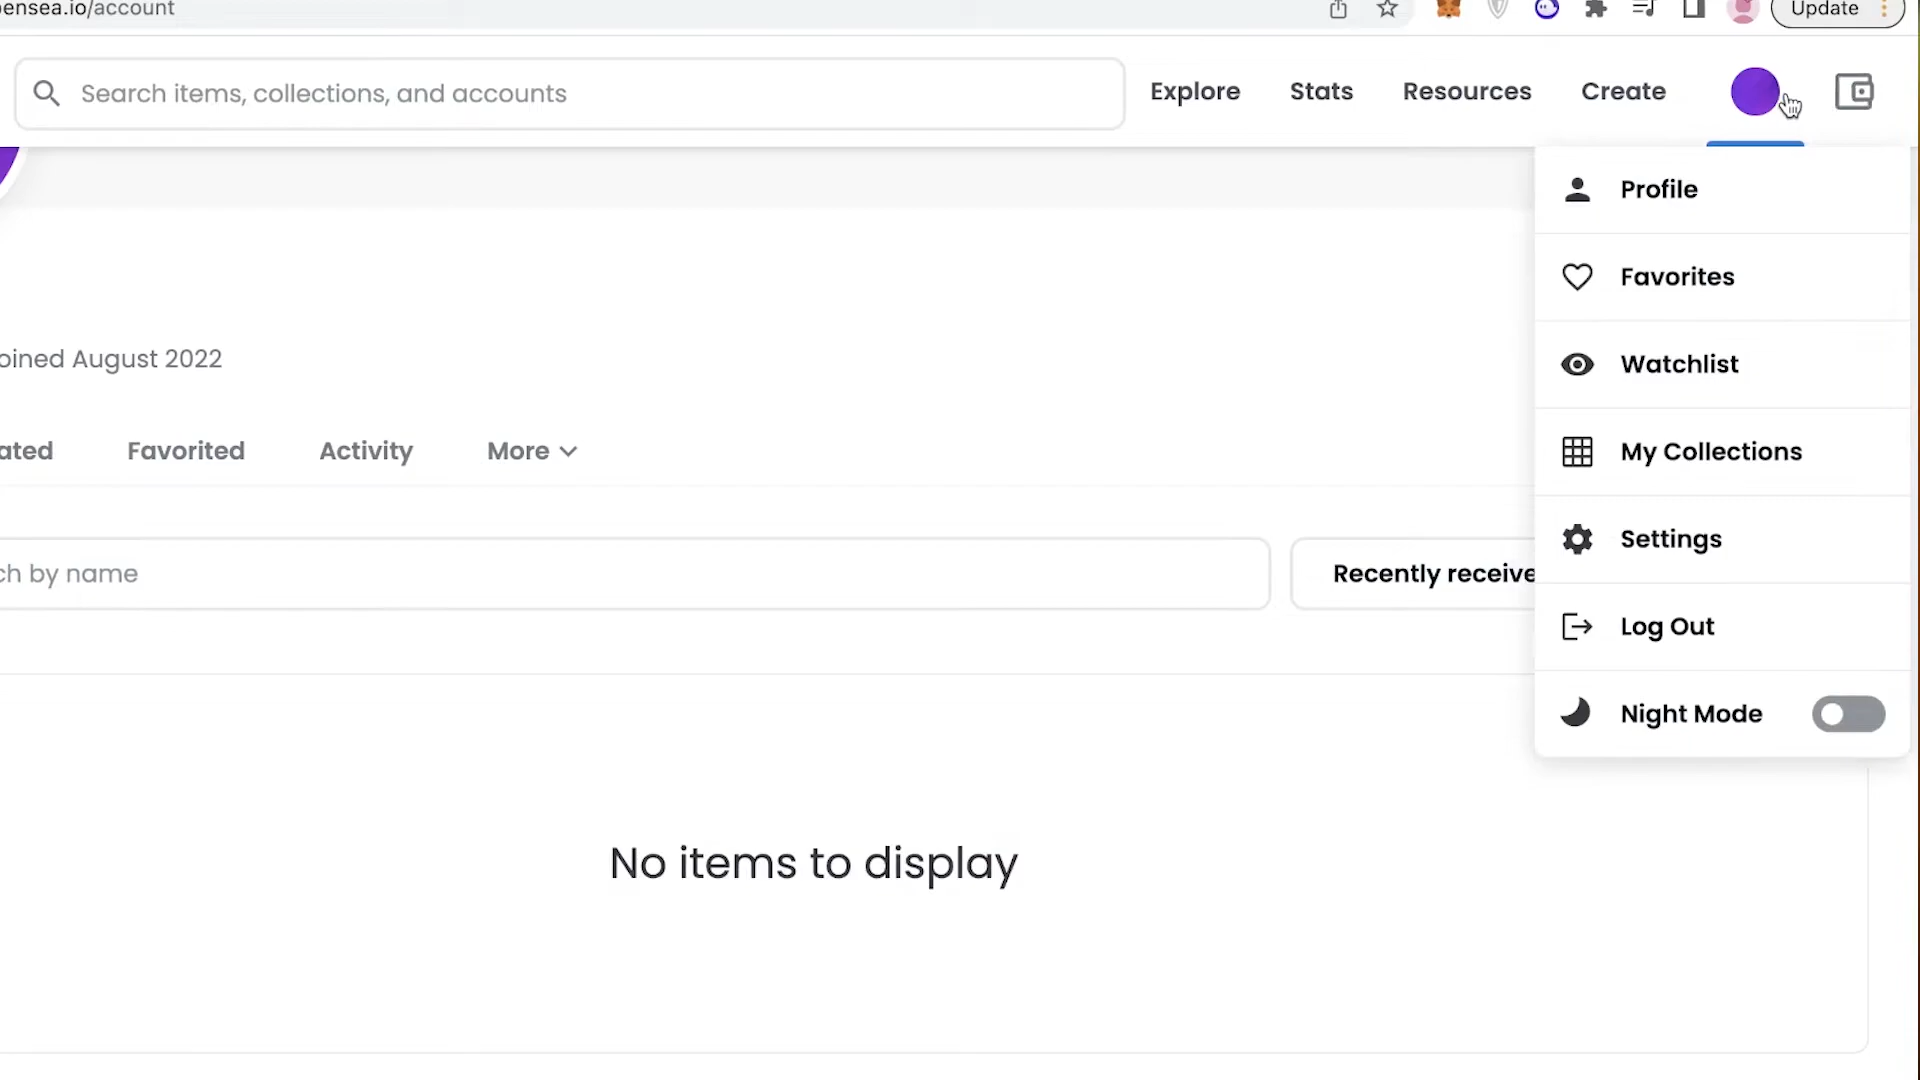 ensea.io/account
Update
Search items, collections, and accounts
Explore
Stats
Resources
Create
Profile
Favorites
Watchlist
My Collections
Settings
Log Out
Night Mode
oined August 2022
ated
Favorited
Activity
More
ch by name
Recently receive
No items to display